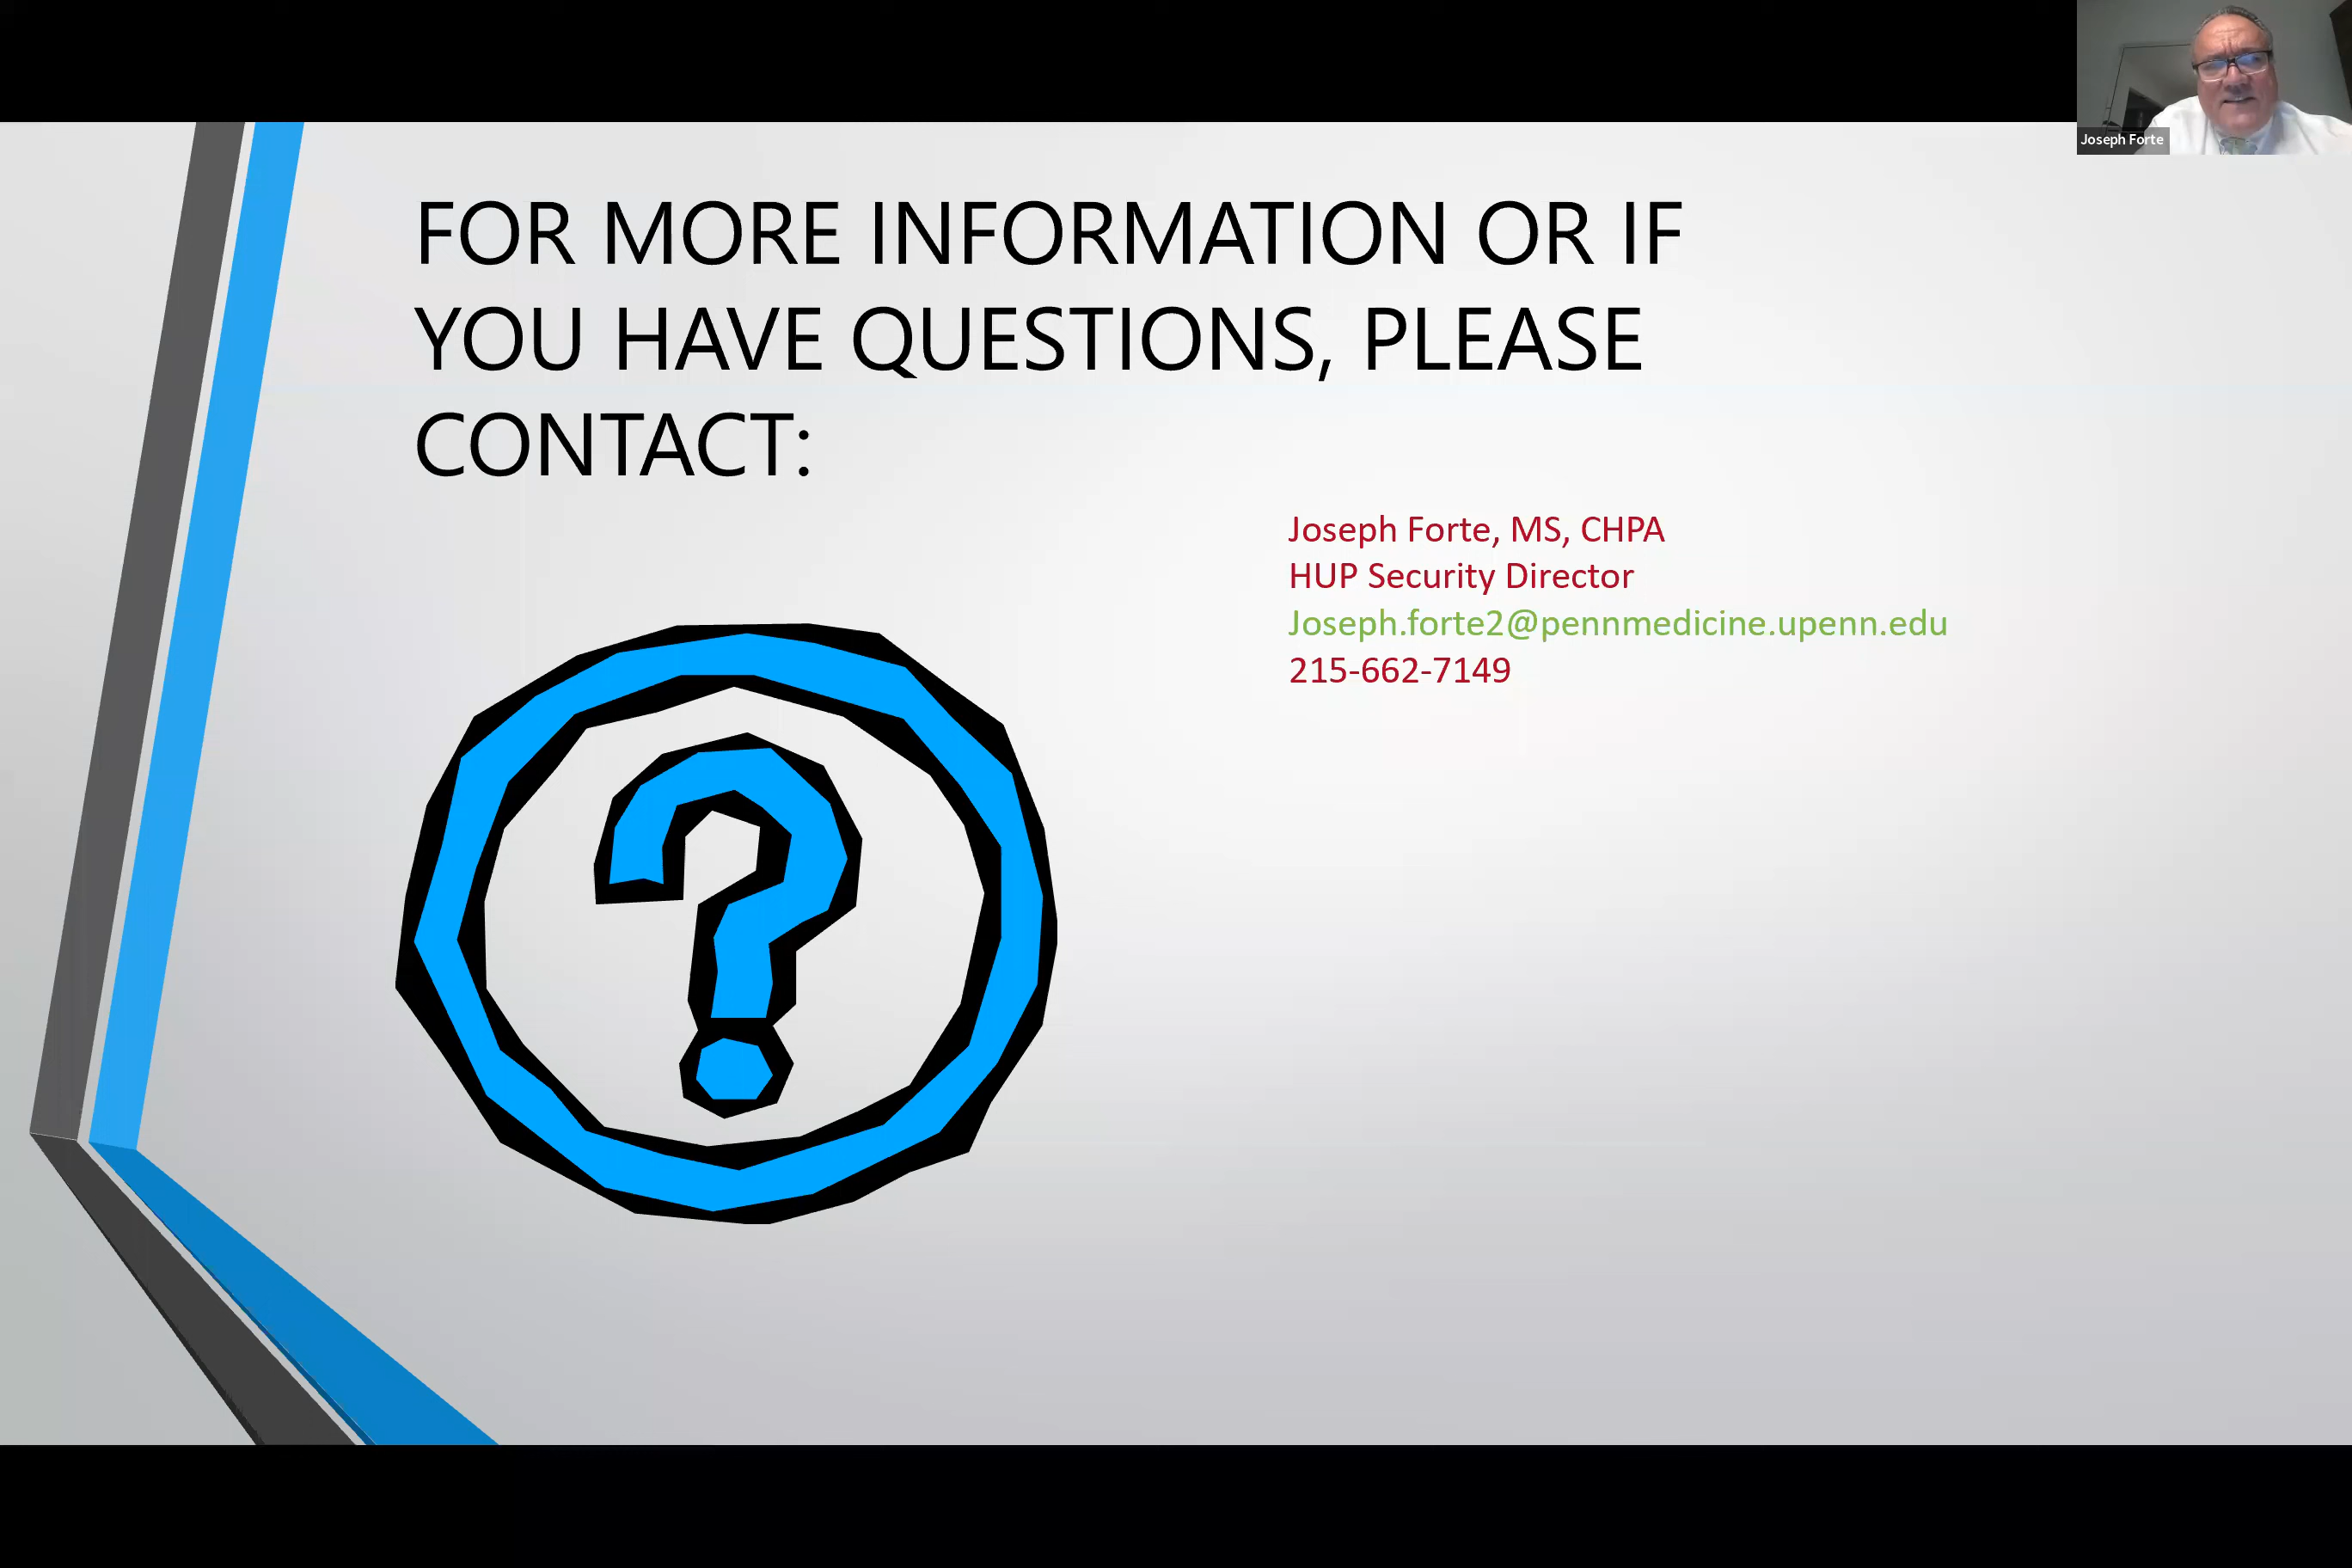 Joseph Forte
FOR MORE INFORMATION OR IF
YOU HAVE QUESTIONS, PLEASE
CONTACT:
Joseph Forte, MS, CHPA
HUP Security Director
Joseph.forte2@pennmedicine.upenn.edu
215-662-7149
?